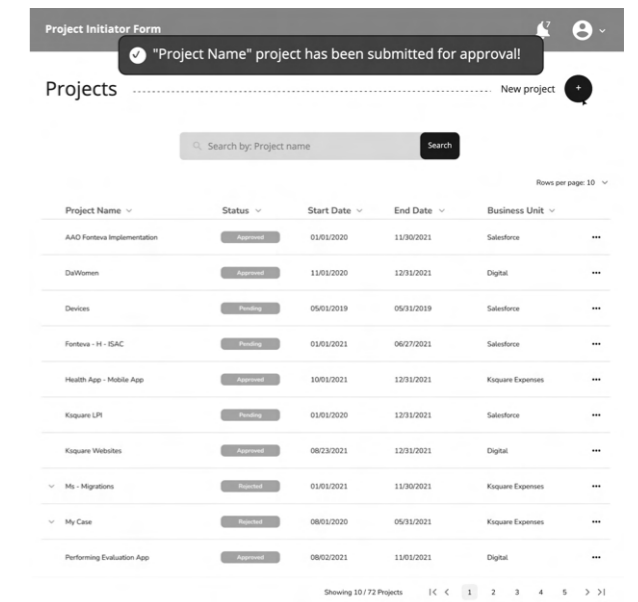 Project Initiator Form
7
"Project Name" project has been submitted for approval!
Projects
New project
+
Search by: Project name
Search
Rows per page: 10
Project Name Status Start Date End Date Business Unit
AAO Fonteva Implementation Approved 01/01/2020 11/30/2021 Salesforce
DaWomen Approved 11/01/2020 12/31/2021 Digital
Devices Pending 05/01/2019 05/31/2019 Salesforce
Fonteva - H - ISAC Pending 01/01/2021 06/27/2021 Salesforce
Health App - Mobile App Approved 10/01/2021 12/31/2021 Ksquare Expenses
Ksquare LPI Pending 01/01/2020 12/31/2021 Salesforce
Ksquare Websites Approved 08/23/2021 12/31/2021 Digital
Ms - Migrations Rejected 01/01/2021 11/30/2021 Ksquare Expenses
My Case Rejected 08/01/2020 05/31/2021 Ksquare Expenses
Performing Evaluation App Approved 08/02/2021 11/01/2021 Digital
Showing 10 / 72 Projects 1 2 3 4 5